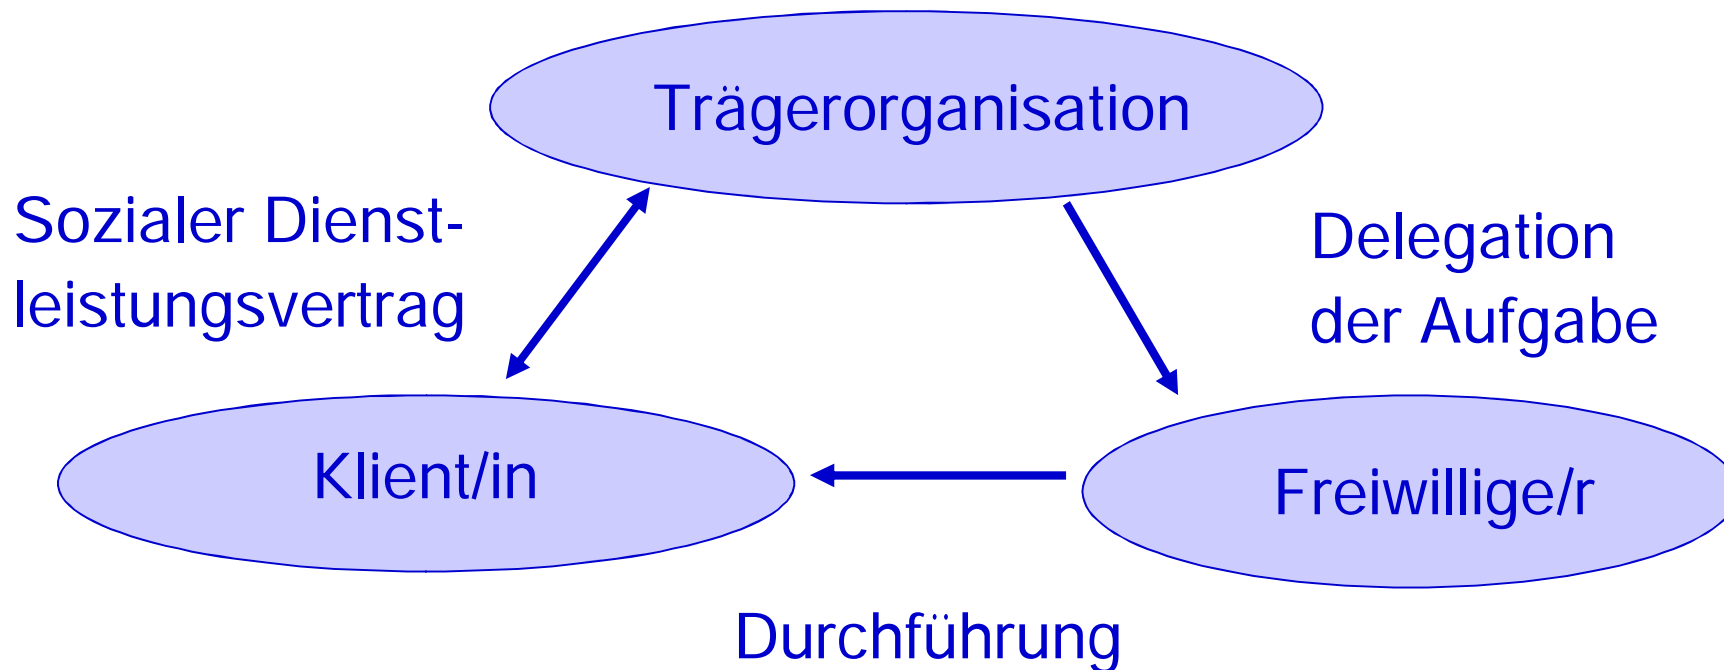 Trägerorganisation
Sozialer Dienst-
leistungsvertrag
Delegation
der Aufgabe
Klient/in
Freiwillige/r
Durchführung